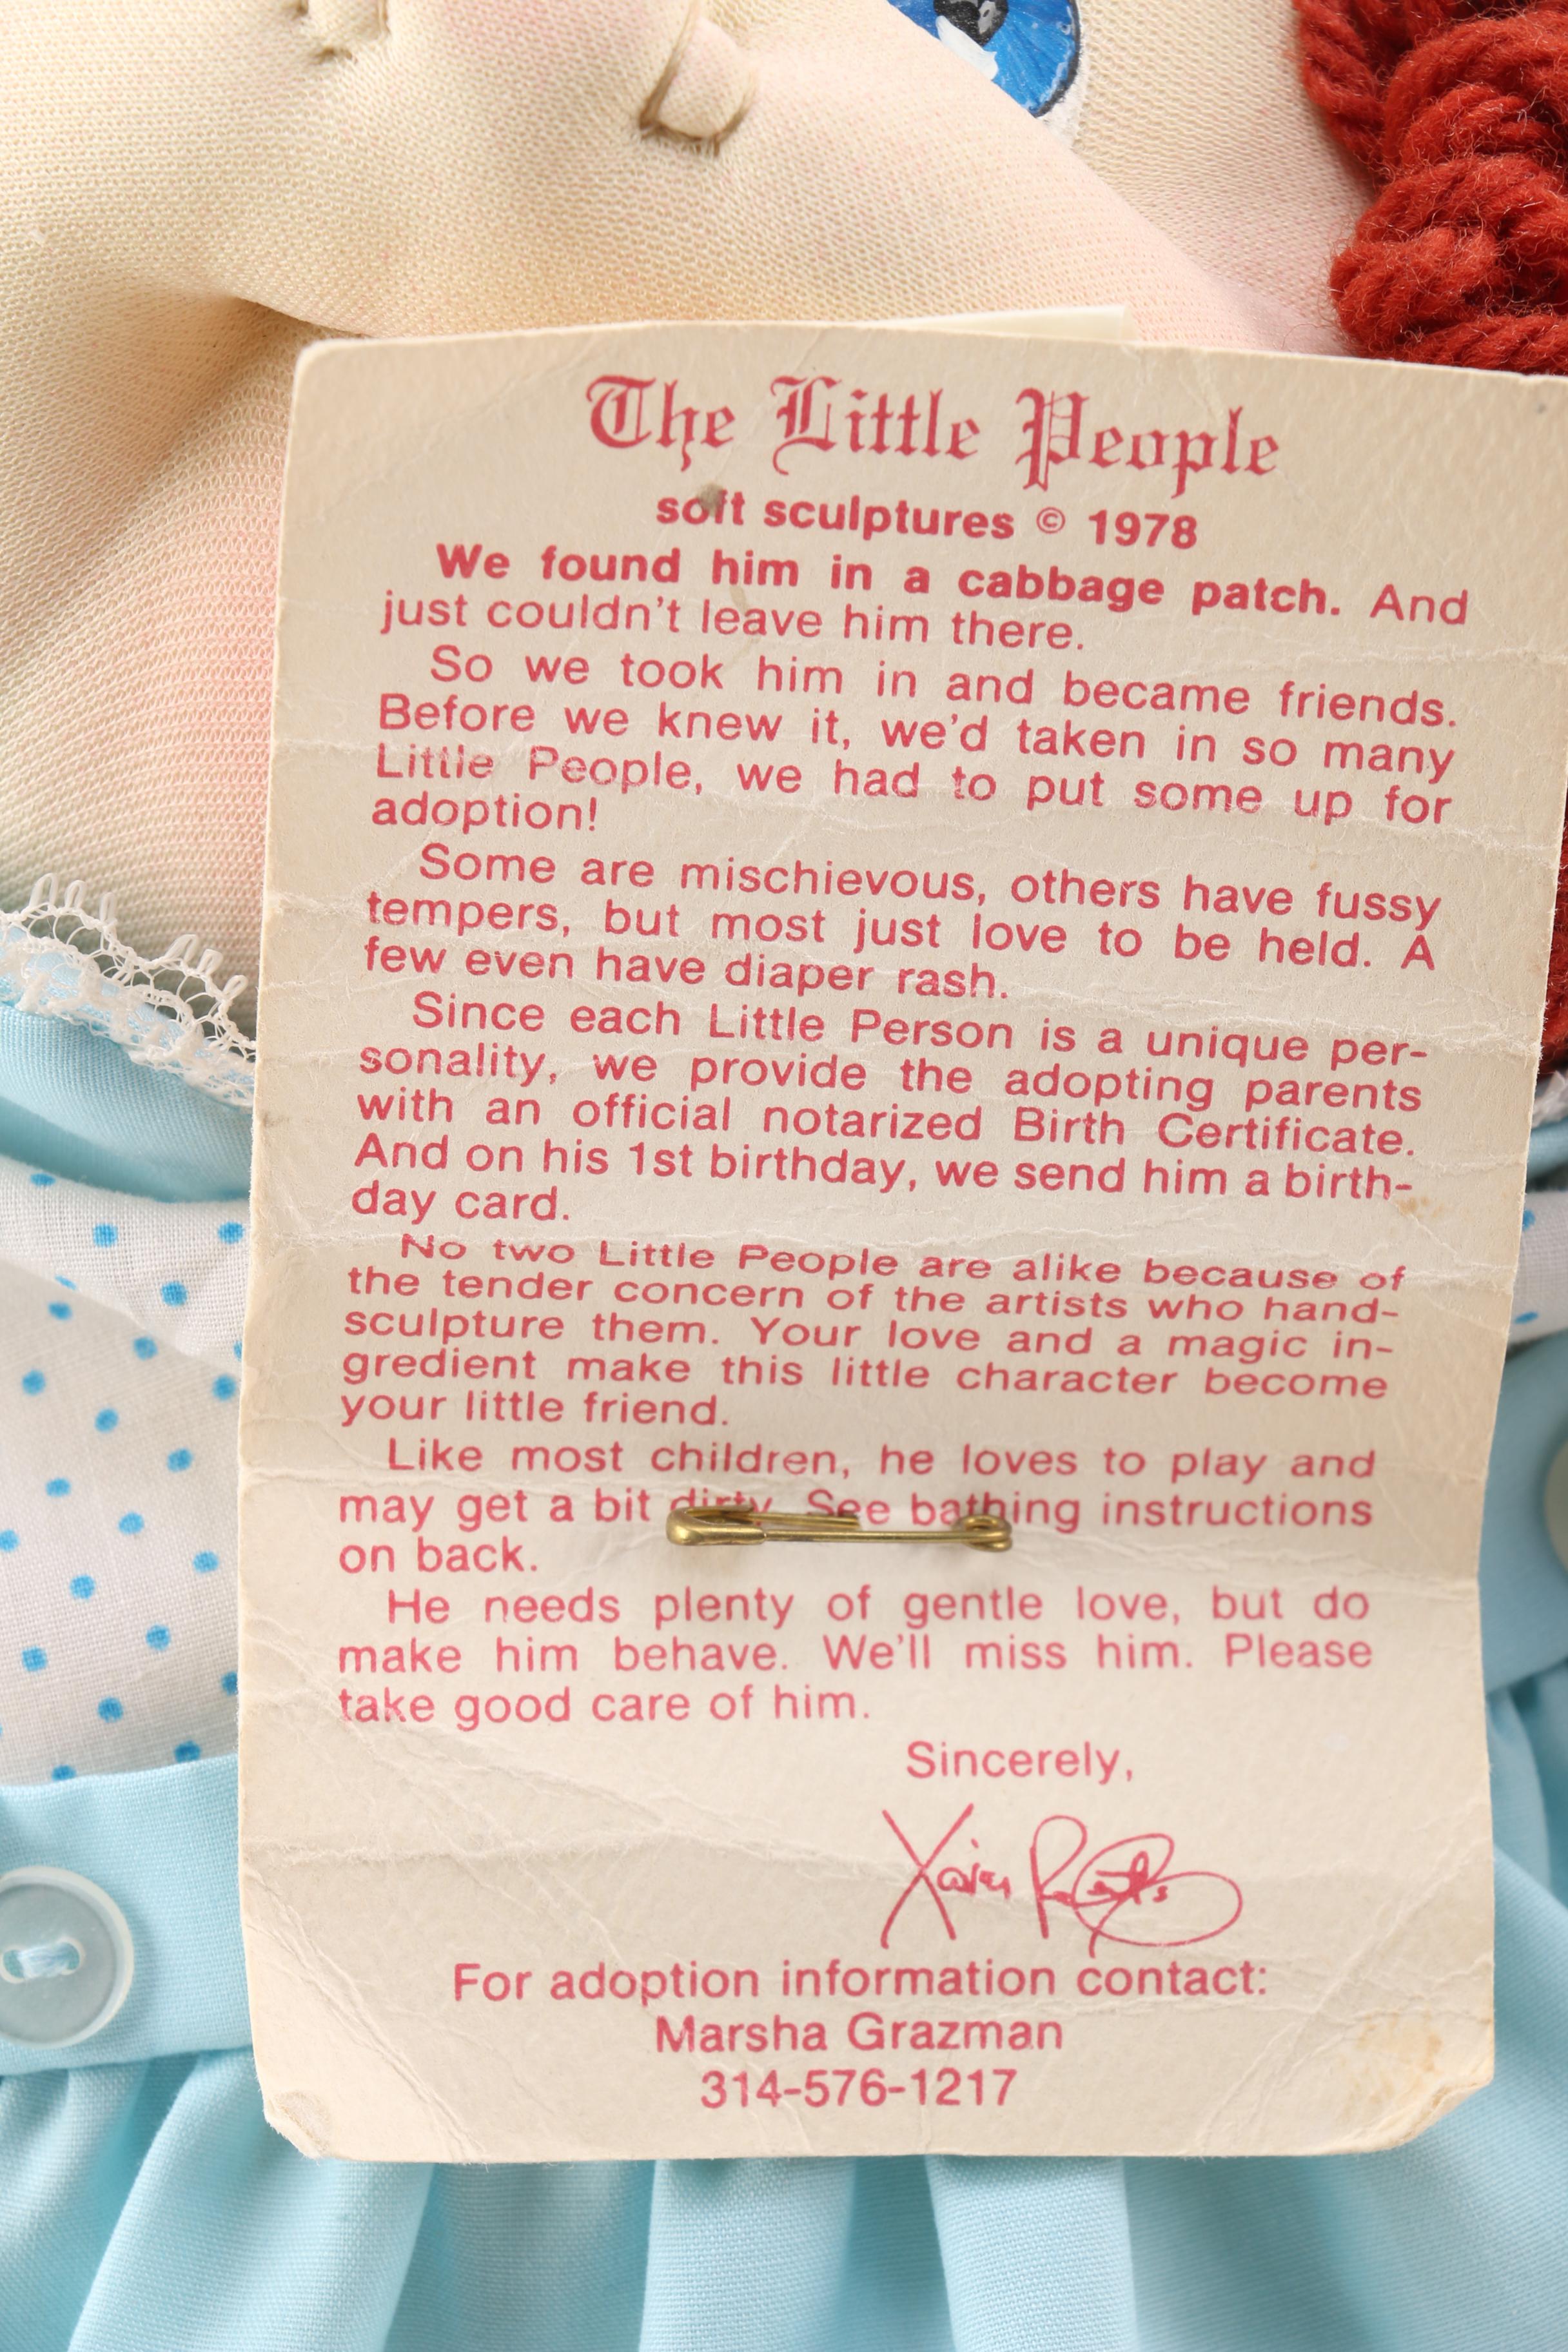 The Little People
soft sculptures © 1978
We found him in a cabbage patch. And
just couldn't leave him there.
So we took him in and became friends.
Before we knew it, we'd taken in so many
Little People, we had to put some up for
adoption!
Some are mischievous, others have fussy
tempers, but most just love to be held. A
few even have diaper rash.
Since each Little Person is a unique per-
sonality, we provide the adopting parents
with an official notarized Birth Certificate.
And on his 1st birthday, we send him a birth-
day card.
No two Little People are alike because of
the tender concern of the artists who hand-
sculpture them. Your love and a magic in-
gredient make this little character become
your little friend.
Like most children, he loves to play and
may get a bit dirty. See bathing instructions
on back.
He needs plenty of gentle love, but do
make him behave. We'll miss him. Please
take good care of him.
Sincerely,
Xavier Roberts
For adoption information contact:
Marsha Grazman
314-576-1217